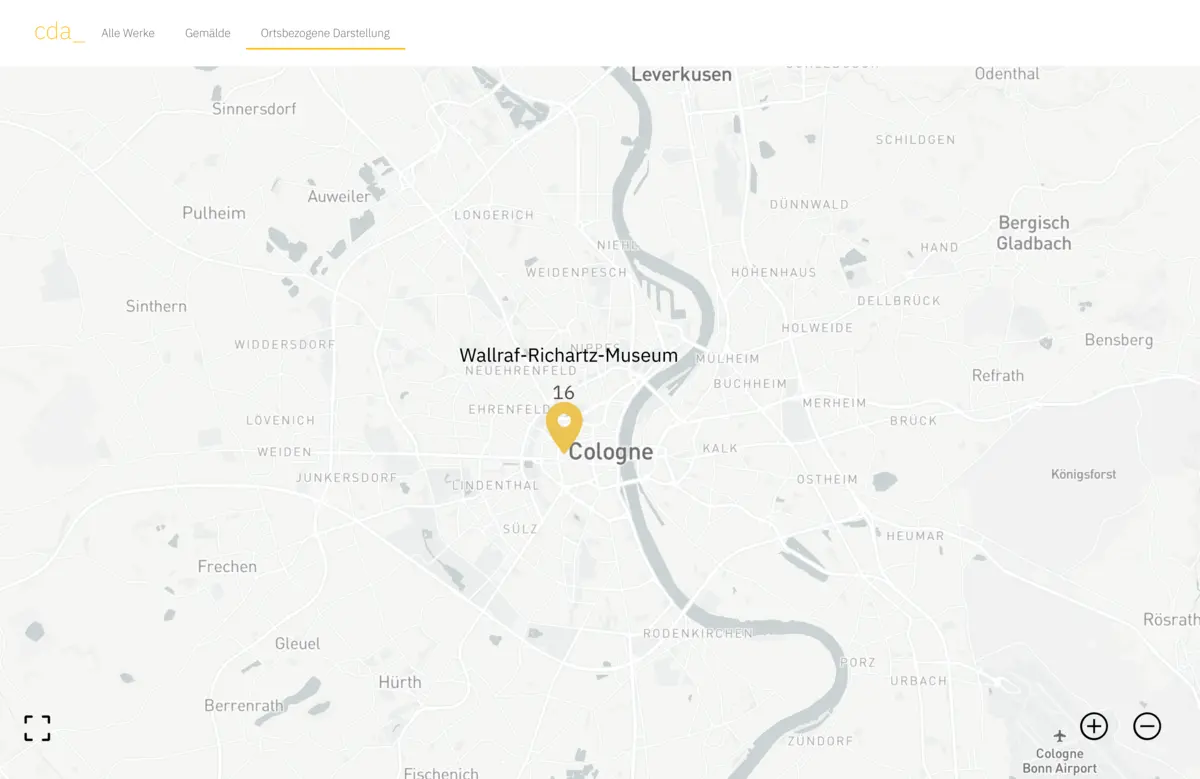 cda_
Alle Werke
Gemälde
Ortsbezogene Darstellung
Leverkusen
Odenthal
Sinnersdorf
SCHILDGEN
Auweiler
Pulheim
LONGERICH
DÜNNWALD
Bergisch
Gladbach
NIEHL
HAND
WEIDENPESCH
HÖHENHAUS
DELLBRÜCK
Sinthern
HOLWEIDE
WIDDERSDORF
Bensberg
NIPPES
Wallraf-Richartz-Museum
MÜLHEIM
NEUEHRENFELD
Refrath
BUCHHEIM
16
MERHEIM
EHRENFELD
LÖVENICH
BRÜCK
Cologne
KALK
WEIDEN
Königsforst
JUNKERSDORF
OSTHEIM
LINDENTHAL
SÜLZ
HEUMAR
Frechen
Rösrath
RODENKIRCHEN
Gleuel
PORZ
Hürth
URBACH
Berrenrath
ZÜNDORF
Cologne
Bonn Airport
Fischenich